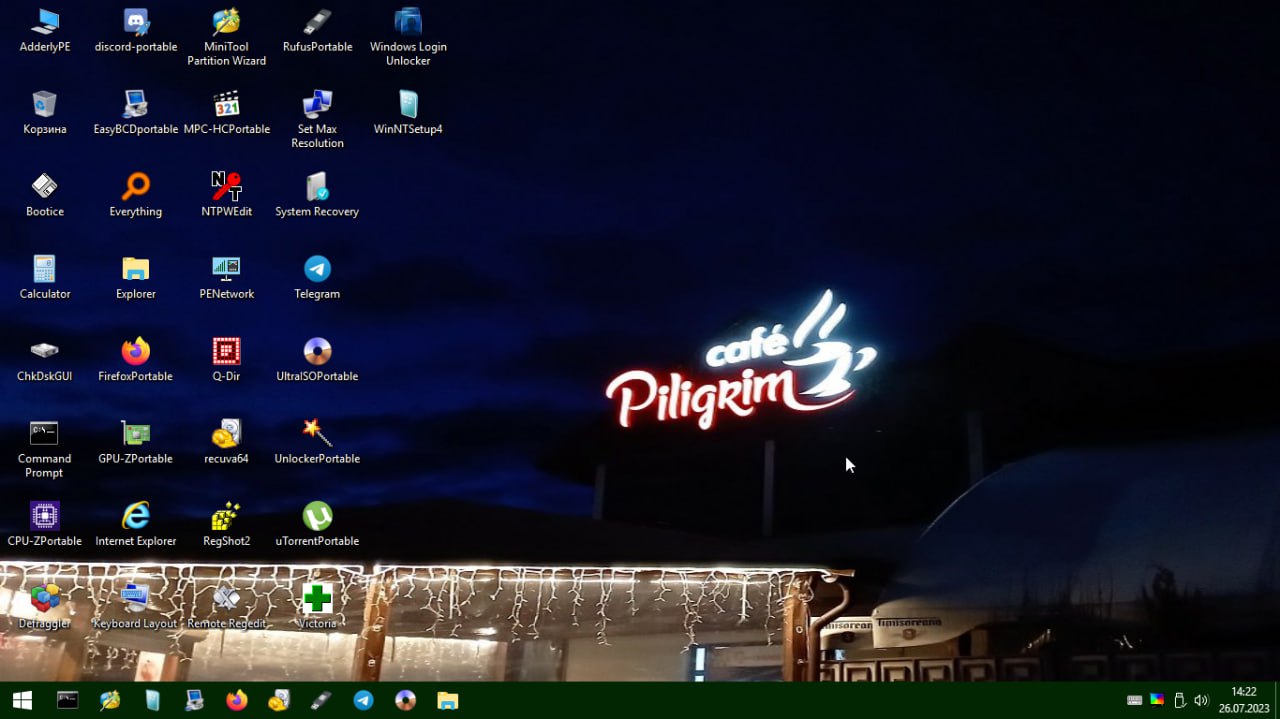 AdderlyPE
discord-portable
MiniTool
Partition Wizard
RufusPortable
Windows Login
Unlocker
Корзина
EasyBCDportable
321
MPC-HCPortable
Set Max
Resolution
WinNTSetup4
Bootice
Everything
NT
NTPWEdit
System Recovery
Calculator
Explorer
PENetwork
Telegram
ChkDskGUI
FirefoxPortable
Q-Dir
UltraISOPortable
C:\_
Command
Prompt
GPU-ZPortable
recuva64
UnlockerPortable
CPU-ZPortable
Internet Explorer
RegShot2
uTorrentPortable
Defraggler
Keyboard Layout
Remote Regedit
Victoria
café
Piligrim
Timisoreana
14:22
26.07.2023